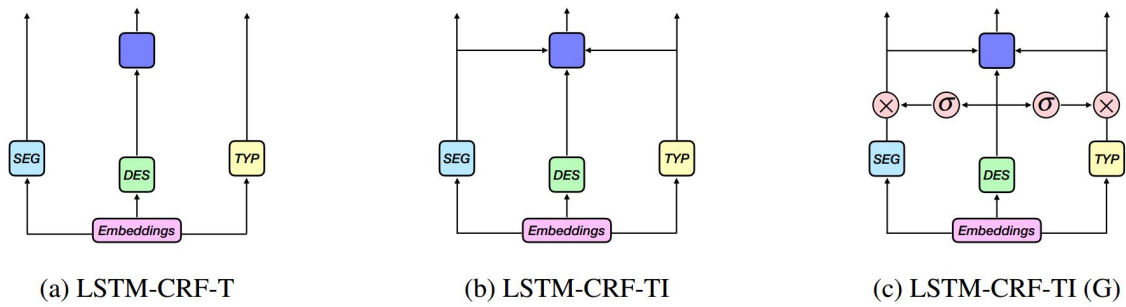 SEG
DES
TYP
Embeddings
(a) LSTM-CRF-T
SEG
DES
TYP
Embeddings
(b) LSTM-CRF-TI
× σ σ ×
SEG
DES
TYP
Embeddings
(c) LSTM-CRF-TI (G)